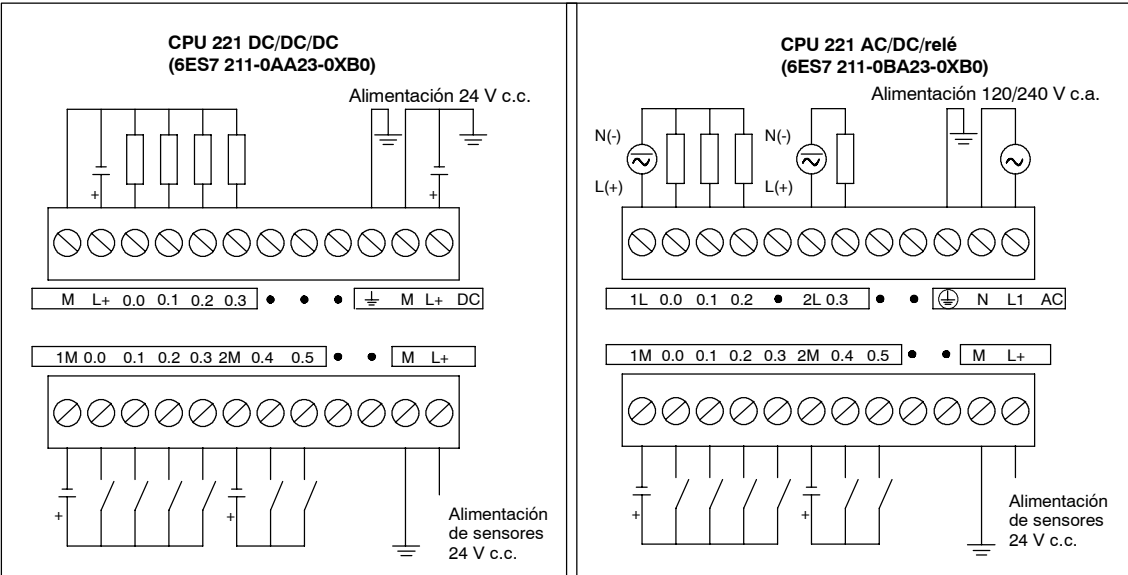 CPU 221 DC/DC/DC
(6ES7 211-0AA23-0XB0)
Alimentación 24 V c.c.
+
+
M L+ 0.0 0.1 0.2 0.3 • • • M L+ DC
1M 0.0 0.1 0.2 0.3 2M 0.4 0.5 • • M L+
+
+
Alimentación
de sensores
24 V c.c.
CPU 221 AC/DC/relé
(6ES7 211-0BA23-0XB0)
Alimentación 120/240 V c.a.
N(-)
L(+)
N(-)
L(+)
1L 0.0 0.1 0.2 • 2L 0.3 • • N L1 AC
1M 0.0 0.1 0.2 0.3 2M 0.4 0.5 • • M L+
+
+
Alimentación
de sensores
24 V c.c.